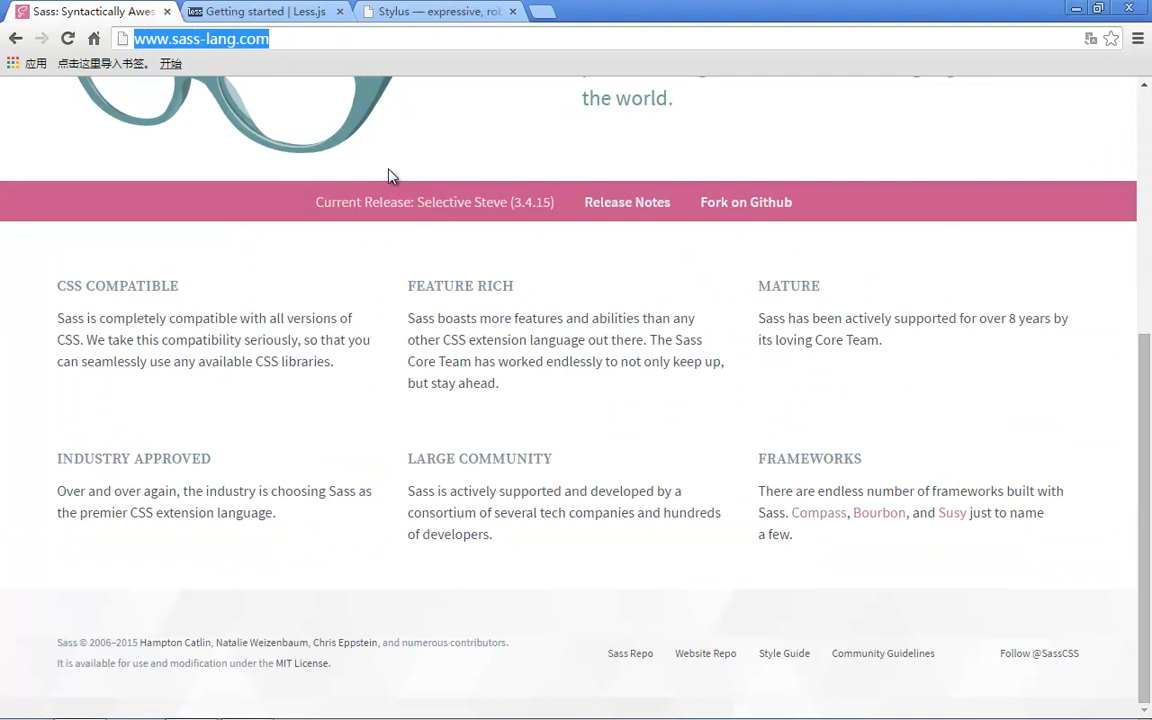 Sass: Syntactically Awes
Getting started | Less.js
Stylus — expressive, rob
www.sass-lang.com
应用 点击这里导入书签。 开始
the world.
Current Release: Selective Steve (3.4.15) Release Notes Fork on Github
CSS COMPATIBLE
Sass is completely compatible with all versions of
CSS. We take this compatibility seriously, so that you
can seamlessly use any available CSS libraries.
FEATURE RICH
Sass boasts more features and abilities than any
other CSS extension language out there. The Sass
Core Team has worked endlessly to not only keep up,
but stay ahead.
MATURE
Sass has been actively supported for over 8 years by
its loving Core Team.
INDUSTRY APPROVED
Over and over again, the industry is choosing Sass as
the premier CSS extension language.
LARGE COMMUNITY
Sass is actively supported and developed by a
consortium of several tech companies and hundreds
of developers.
FRAMEWORKS
There are endless number of frameworks built with
Sass. Compass, Bourbon, and Susy just to name
a few.
Sass © 2006–2015 Hampton Catlin, Natalie Weizenbaum, Chris Eppstein, and numerous contributors.
It is available for use and modification under the MIT License.
Sass Repo Website Repo Style Guide Community Guidelines Follow @SassCSS